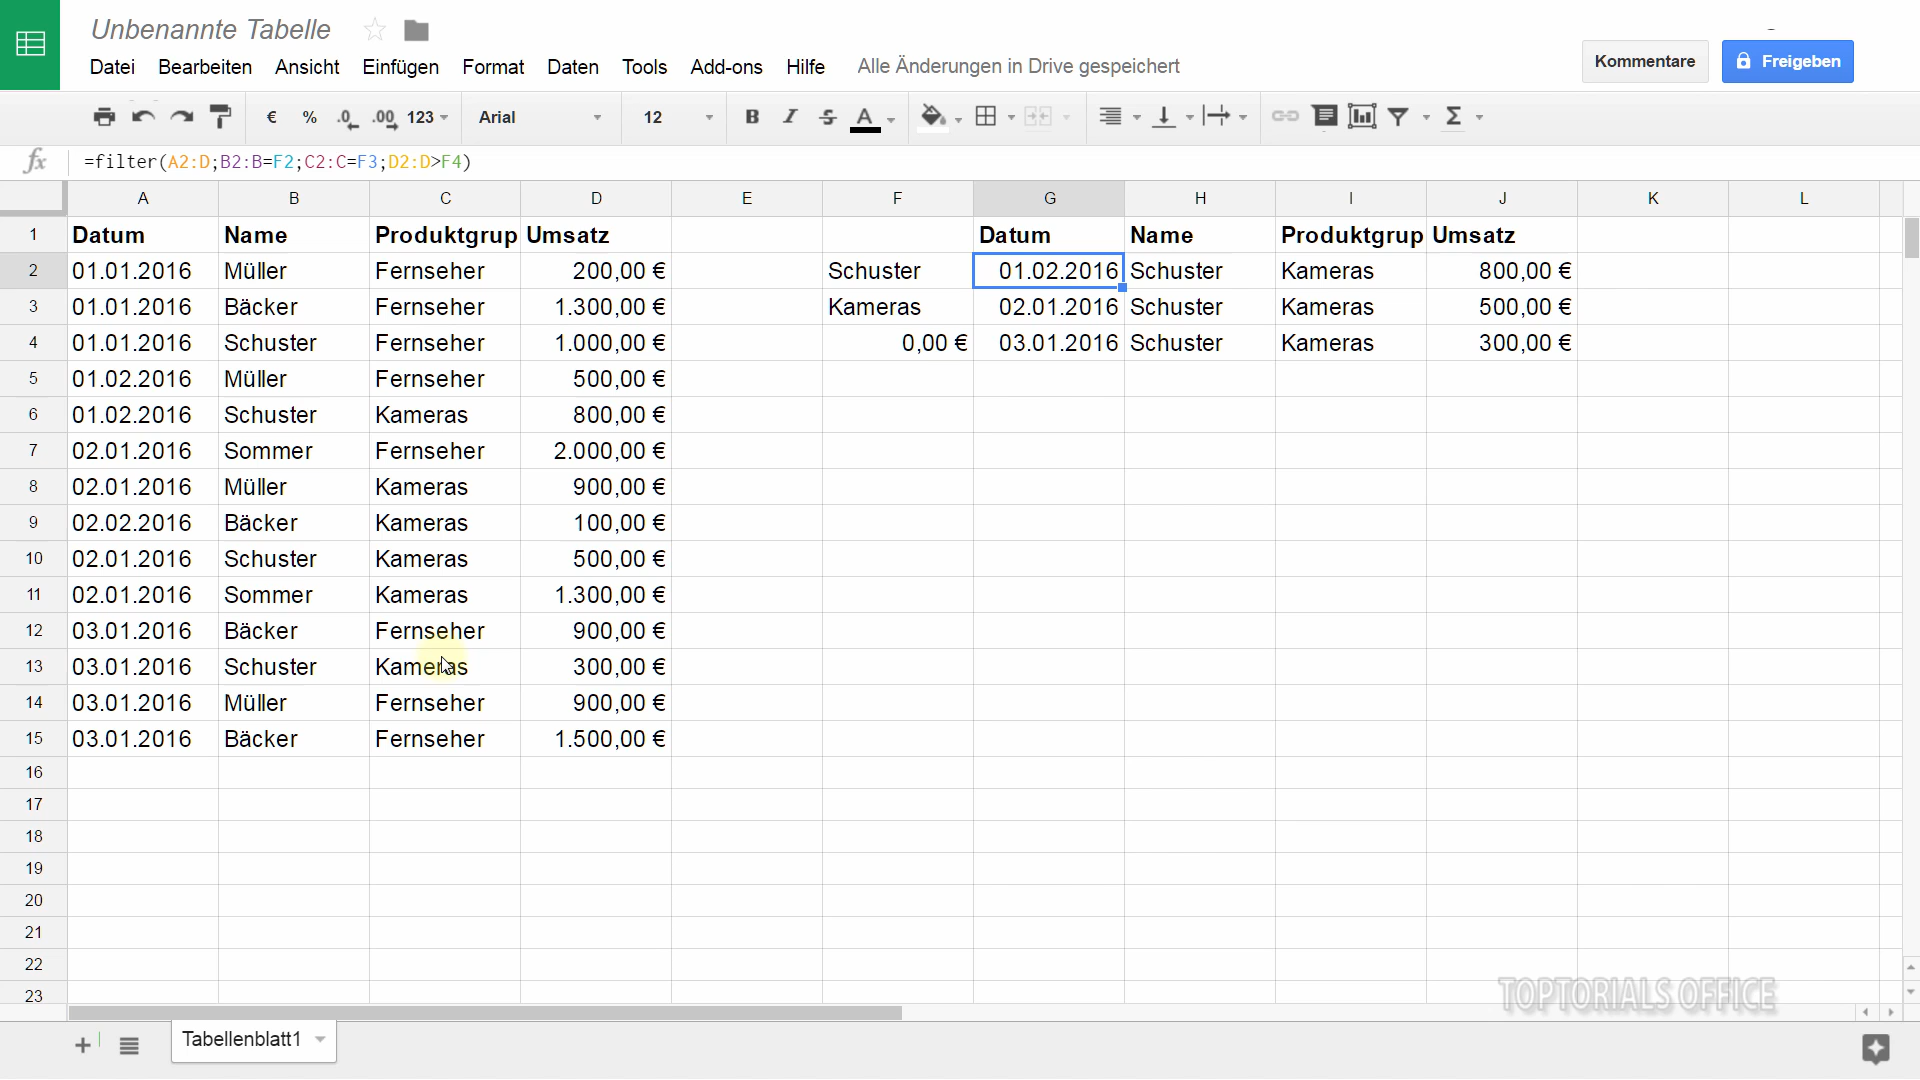 Unbenannte Tabelle
Datei Bearbeiten Ansicht Einfügen Format Daten Tools Add-ons Hilfe Alle Änderungen in Drive gespeichert
Kommentare Freigeben
€ % .0 .00 123 Arial 12 B I S A Σ
fx =filter(A2:D;B2:B=F2;C2:C=F3;D2:D>F4)
A B C D E F G H I J K L
1 Datum Name Produktgrup Umsatz Datum Name Produktgrup Umsatz
2 01.01.2016 Müller Fernseher 200,00 € Schuster 01.02.2016 Schuster Kameras 800,00 €
3 01.01.2016 Bäcker Fernseher 1.300,00 € Kameras 02.01.2016 Schuster Kameras 500,00 €
4 01.01.2016 Schuster Fernseher 1.000,00 € 0,00 € 03.01.2016 Schuster Kameras 300,00 €
5 01.02.2016 Müller Fernseher 500,00 €
6 01.02.2016 Schuster Kameras 800,00 €
7 02.01.2016 Sommer Fernseher 2.000,00 €
8 02.01.2016 Müller Kameras 900,00 €
9 02.02.2016 Bäcker Kameras 100,00 €
10 02.01.2016 Schuster Kameras 500,00 €
11 02.01.2016 Sommer Kameras 1.300,00 €
12 03.01.2016 Bäcker Fernseher 900,00 €
13 03.01.2016 Schuster Kameras 300,00 €
14 03.01.2016 Müller Fernseher 900,00 €
15 03.01.2016 Bäcker Fernseher 1.500,00 €
16
17
18
19
20
21
22
23
TOPTORIALS OFFICE
Tabellenblatt1